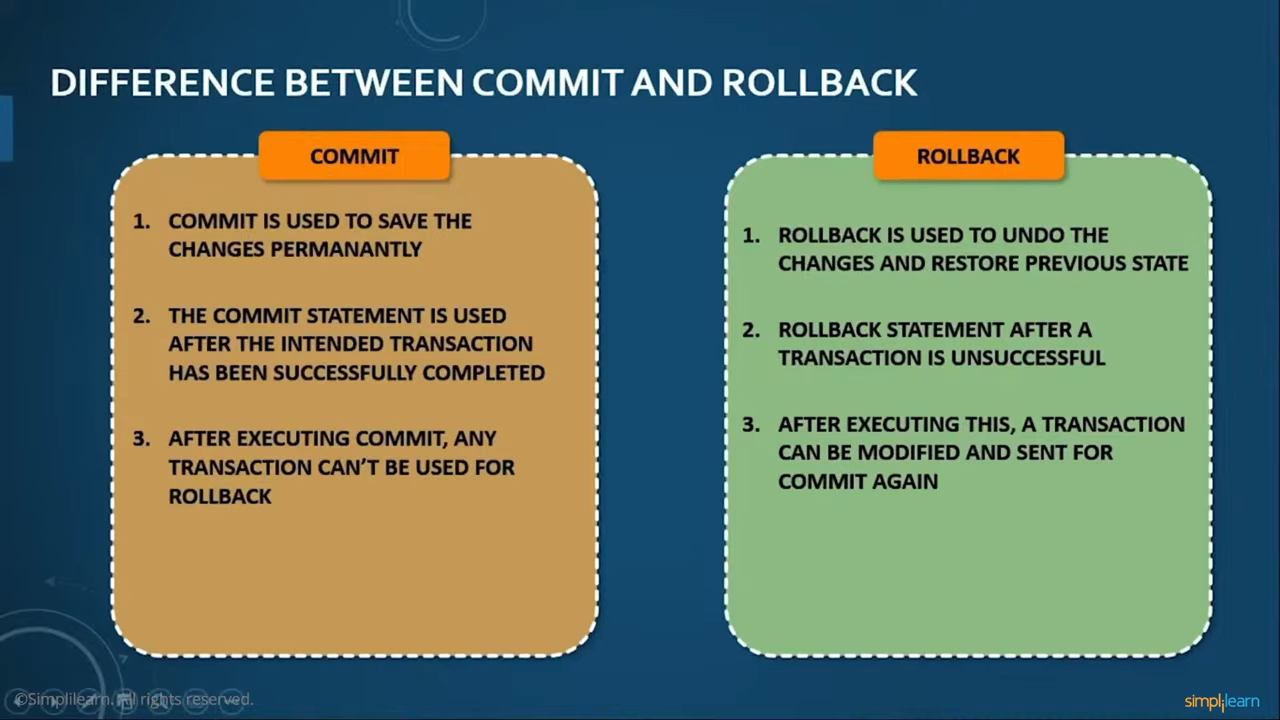 DIFFERENCE BETWEEN COMMIT AND ROLLBACK
COMMIT
1. COMMIT IS USED TO SAVE THE
CHANGES PERMANANTLY
2. THE COMMIT STATEMENT IS USED
AFTER THE INTENDED TRANSACTION
HAS BEEN SUCCESSFULLY COMPLETED
3. AFTER EXECUTING COMMIT, ANY
TRANSACTION CAN'T BE USED FOR
ROLLBACK
ROLLBACK
1. ROLLBACK IS USED TO UNDO THE
CHANGES AND RESTORE PREVIOUS STATE
2. ROLLBACK STATEMENT AFTER A
TRANSACTION IS UNSUCCESSFUL
3. AFTER EXECUTING THIS, A TRANSACTION
CAN BE MODIFIED AND SENT FOR
COMMIT AGAIN
©Simplilearn. All rights reserved.
simplilearn